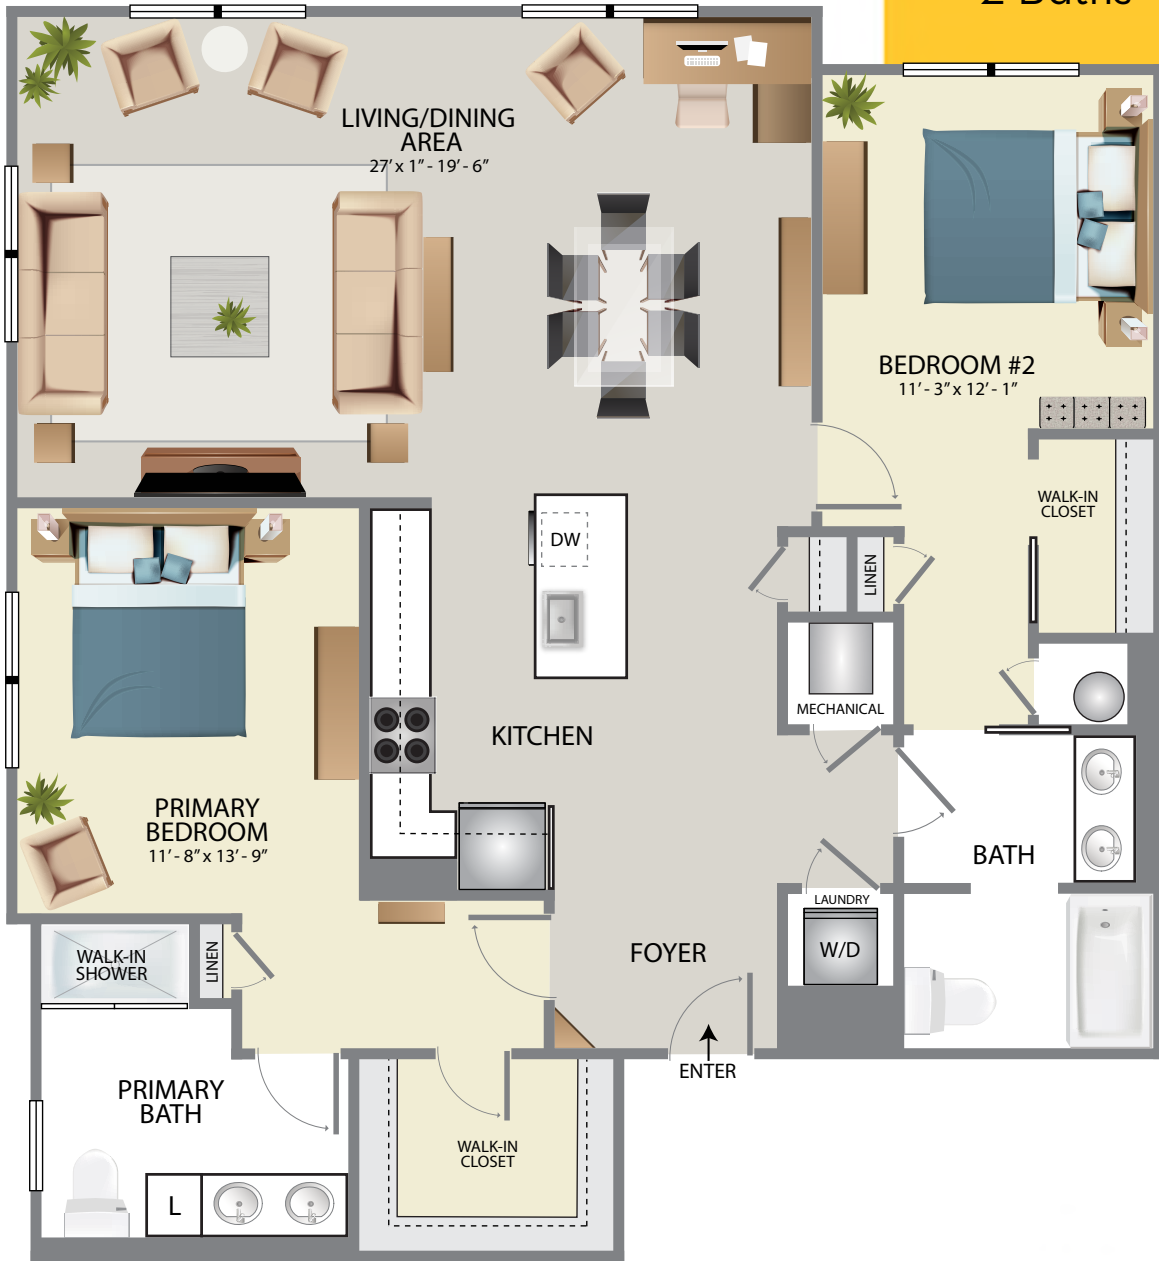 2 Baths
LIVING/DINING
AREA
27' x 1" - 19' - 6"
BEDROOM #2
11' - 3" x 12' - 1"
WALK-IN
CLOSET
DW
LINEN
MECHANICAL
KITCHEN
PRIMARY
BEDROOM
11' - 8" x 13' - 9"
BATH
LAUNDRY
W/D
FOYER
WALK-IN
SHOWER
LINEN
ENTER
PRIMARY
BATH
WALK-IN
CLOSET
L